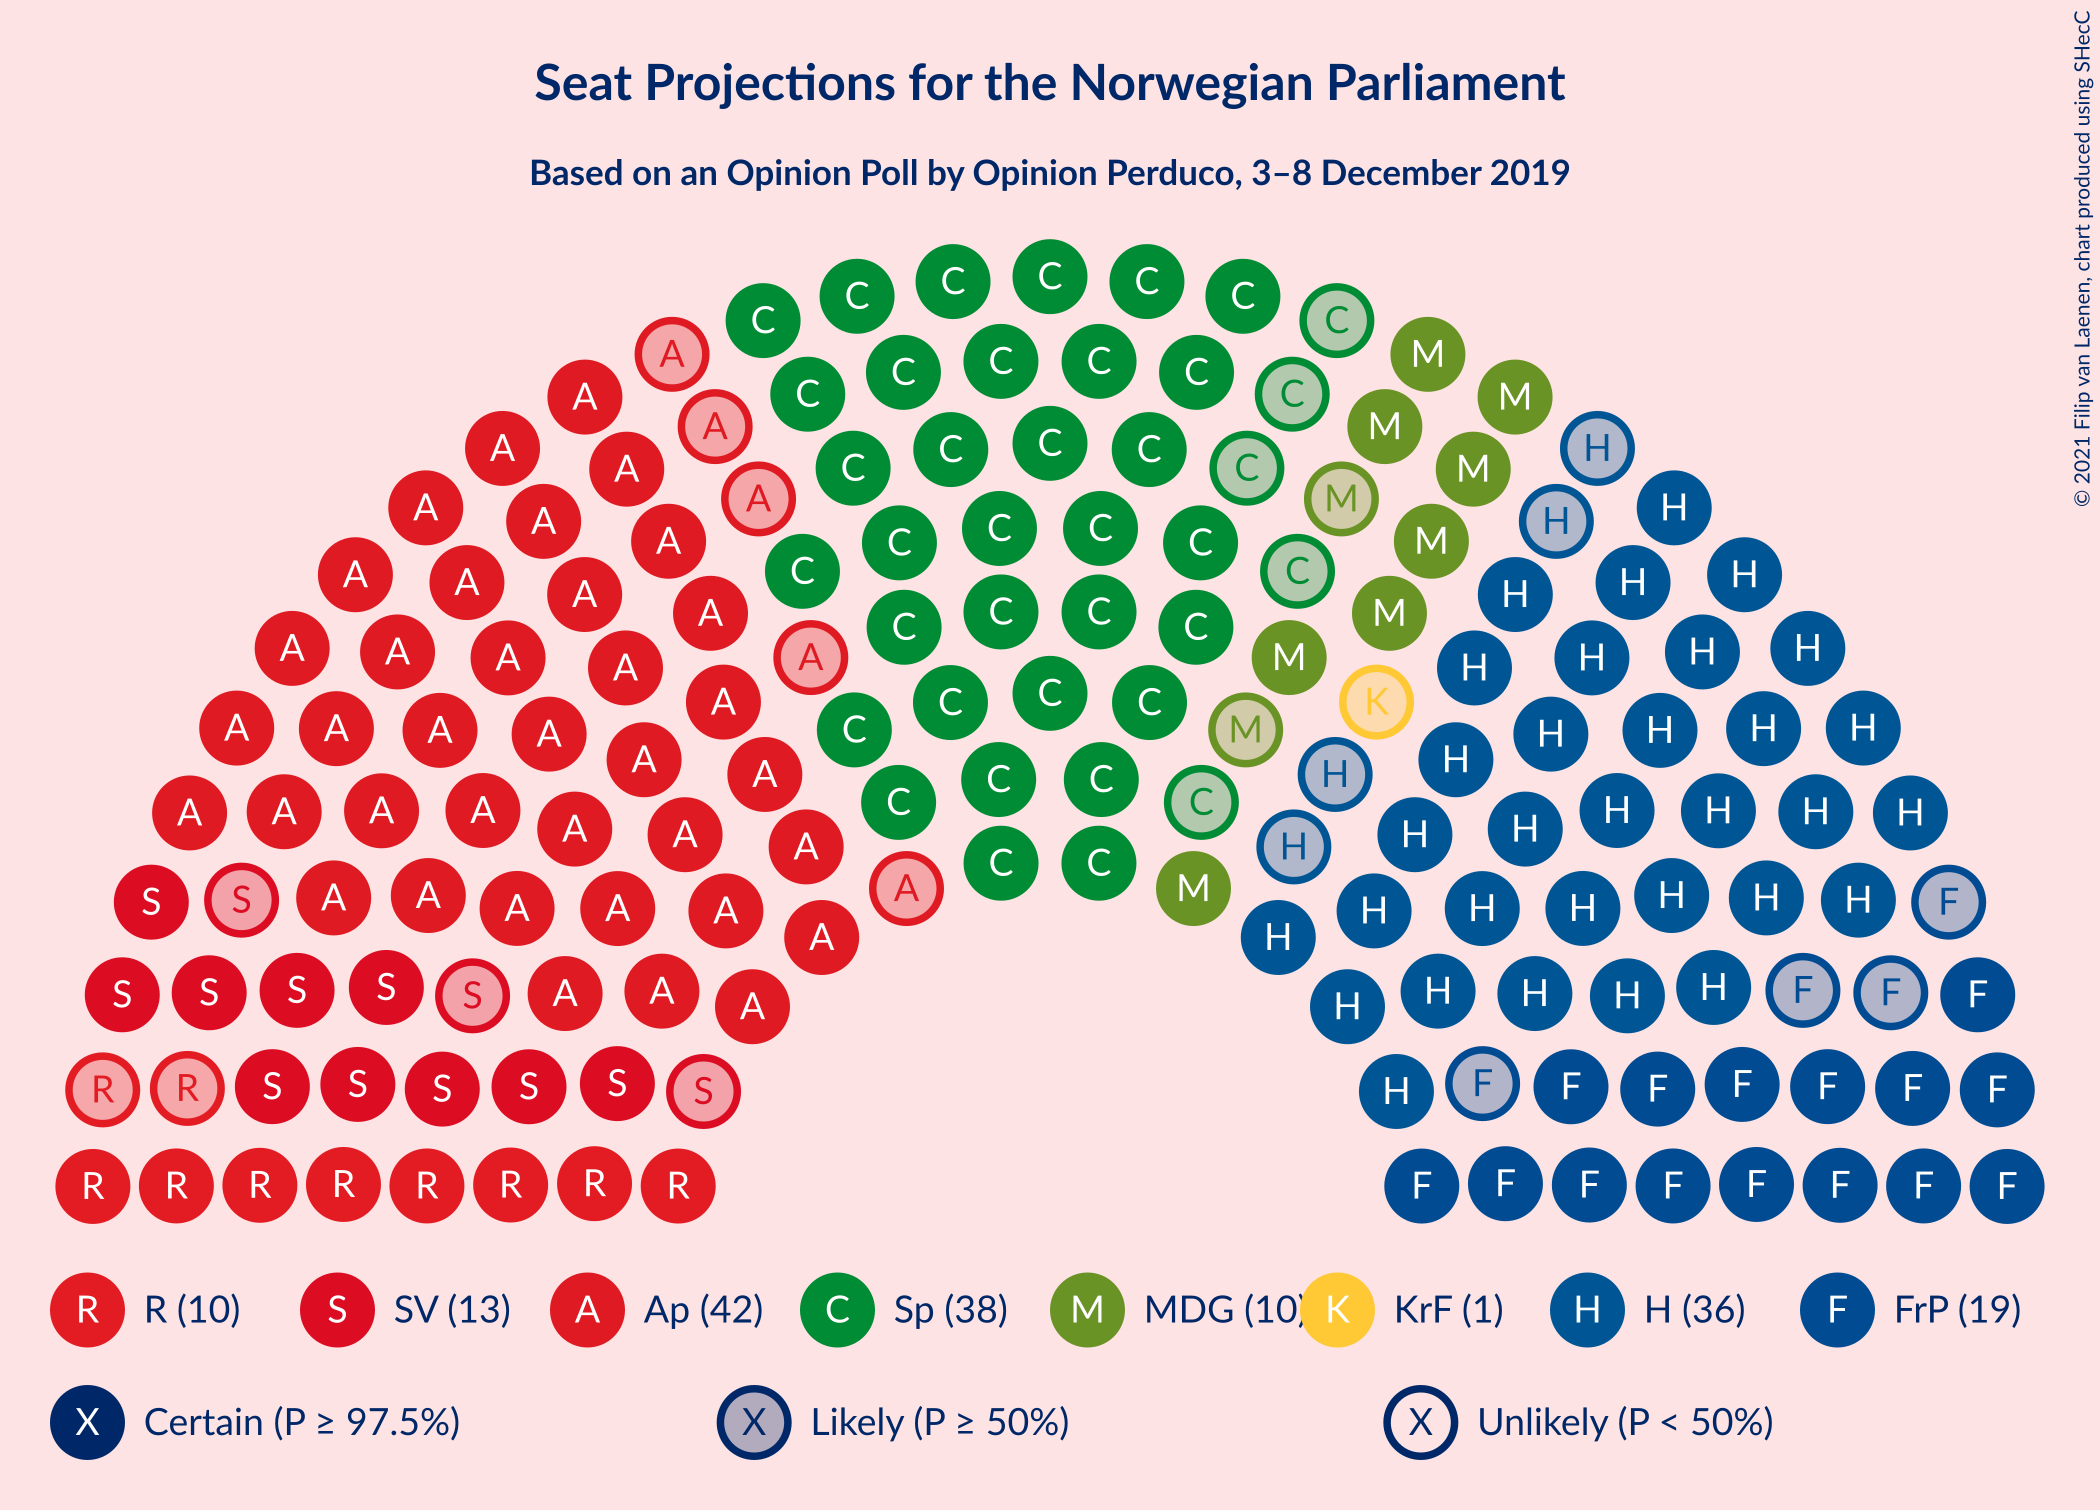 © 2021 Filip van Laenen, chart produced using SHecC
Seat Projections for the Norwegian Parliament
Based on an Opinion Poll by Opinion Perduco, 3–8 December 2019
C C C C C C C
A C C C C M
A C C M
A M
A C C C H
A C C M
A M
A H
A C C H
A C C M
A C C H
A A H H
A C C C C M
A A A A M H H H
A H
A C C C K
A A A A C M H H H H
A A C C H H
A A A A C C H H H H
A A A H H H
C C
S S A A A A A A M H H H H H H F
A H
S S S S S A A A H H H H H F F F
R R S S S S S S H F F F F F F F
R R R R R R R R F F F F F F F F
R R (10) S SV (13) A Ap (42) C Sp (38) M MDG (10) K KrF (1) H H (36) F FrP (19)
X Certain (P ≥ 97.5%) X Likely (P ≥ 50%) X Unlikely (P < 50%)